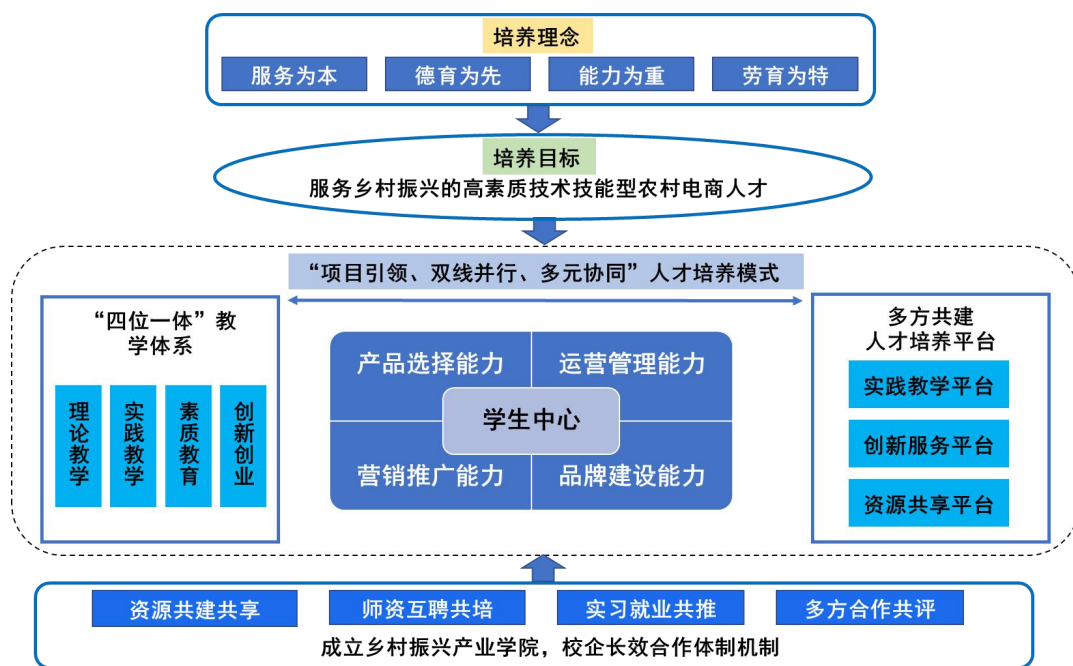 培养理念
服务为本
德育为先
能力为重
劳育为特
培养目标
服务乡村振兴的高素质技术技能型农村电商人才
“项目引领、双线并行、多元协同”人才培养模式
“四位一体”教
学体系
理论教学
实践教学
素质教育
创新创业
产品选择能力
运营管理能力
学生中心
营销推广能力
品牌建设能力
多方共建
人才培养平台
实践教学平台
创新服务平台
资源共享平台
资源共建共享
师资互聘共培
实习就业共推
多方合作共评
成立乡村振兴产业学院，校企长效合作体制机制